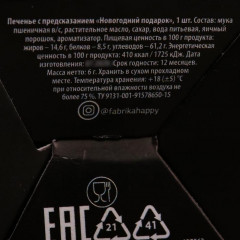 Печенье с предсказанием «Новогодний подарок», 1 шт. Состав: мука
пшеничная в/с, растительное масло, сахар, вода питьевая, яичный
порошок, ароматизатор. Пищевая ценность в 100 г продукта:
жиров – 14,6 г, белков – 8,5 г, углеводов – 61,2 г. Энергетическая
ценность в 100 г продукта: 410 ккал / 1725 кДж. Дата
изготовления: Срок годности: 12 месяцев.
Масса нетто: 6 г. Хранить в сухом прохладном
месте. Температура хранения: +18 (±5) °C
при относительной влажности воздуха не
более 75 %. ТУ 9131-001-91578650-15
@fabrikahappy
EAC 21 41